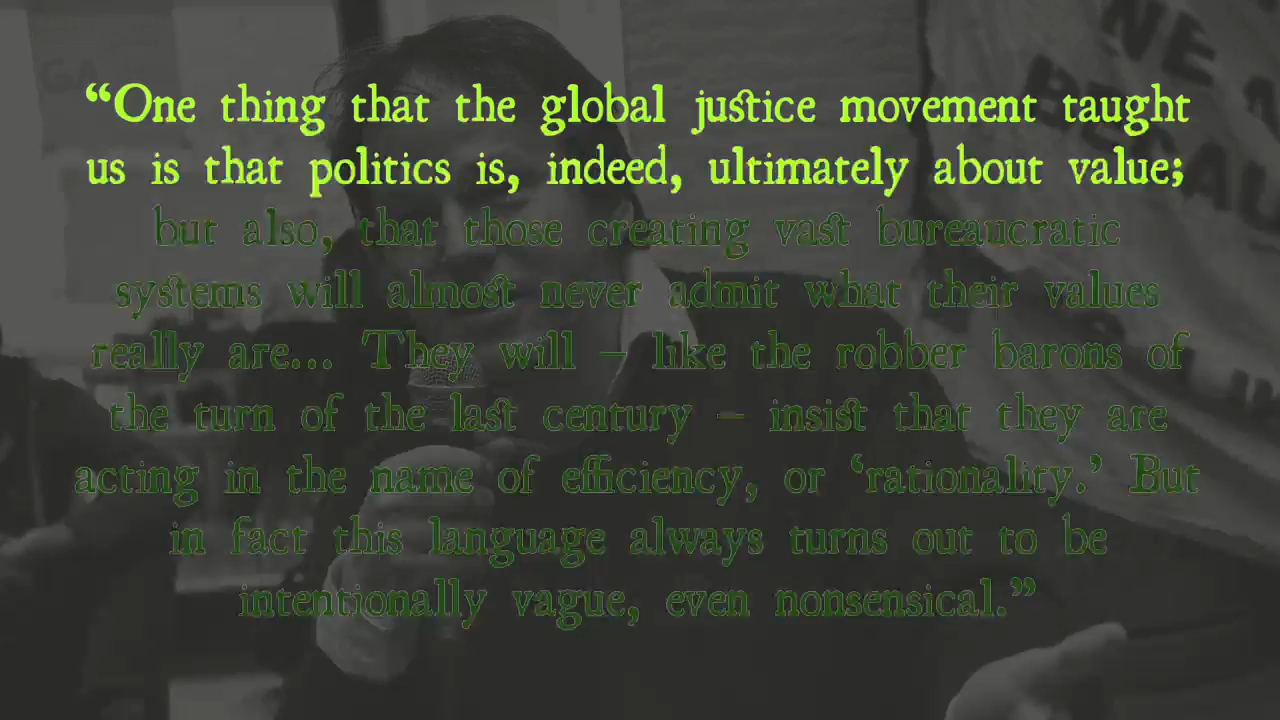 “One thing that the global justice movement taught
us is that politics is, indeed, ultimately about value;
but also, that those creating vast bureaucratic
systems will almost never admit what their values
really are... They will – like the robber barons of
the turn of the last century – insist that they are
acting in the name of efficiency, or ‘rationality.’ But
in fact this language always turns out to be
intentionally vague, even nonsensical.”